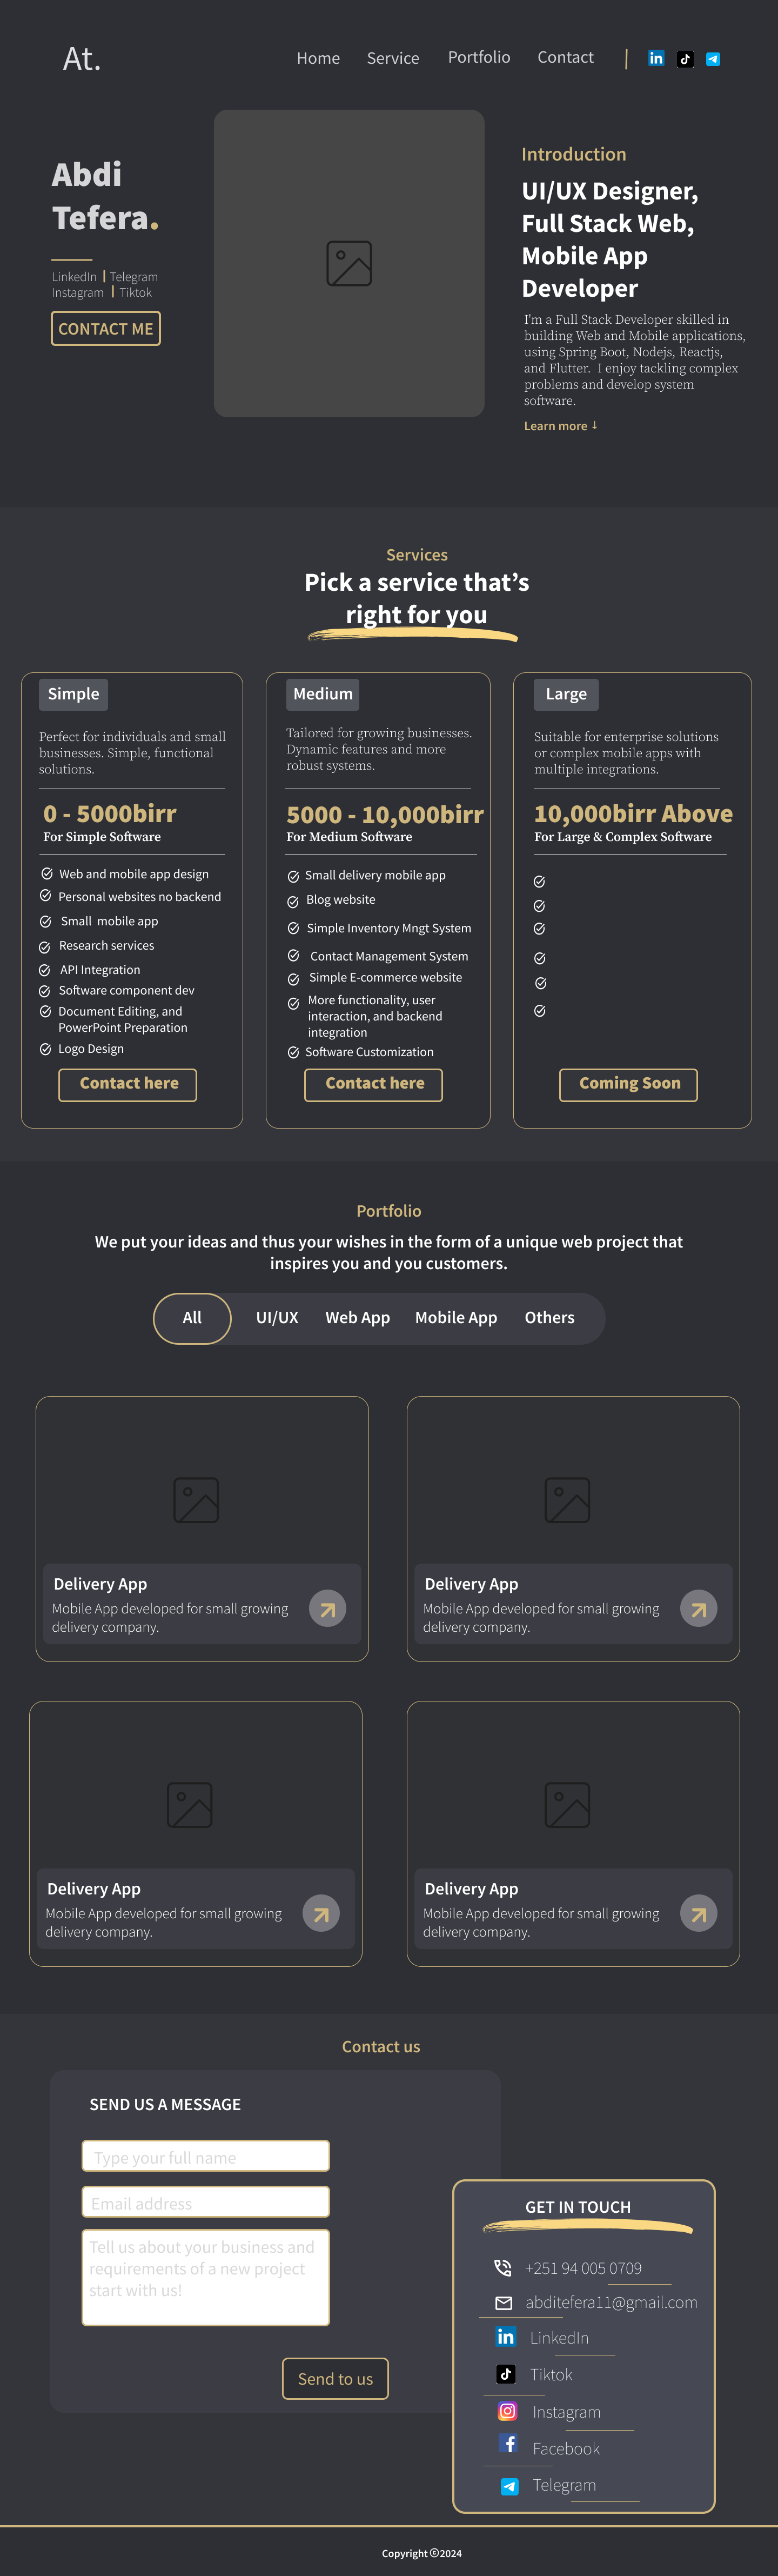 At.
Home Service Portfolio Contact
Abdi
Tefera.
LinkedIn | Telegram
Instagram | Tiktok
CONTACT ME
Introduction
UI/UX Designer,
Full Stack Web,
Mobile App
Developer
I'm a Full Stack Developer skilled in
building Web and Mobile applications,
using Spring Boot, Nodejs, Reactjs,
and Flutter. I enjoy tackling complex
problems and develop system
software.
Learn more ↓
Services
Pick a service that’s
right for you
Simple
Perfect for individuals and small
businesses. Simple, functional
solutions.
0 - 5000birr
For Simple Software
Web and mobile app design
Personal websites no backend
Small mobile app
Research services
API Integration
Software component dev
Document Editing, and
PowerPoint Preparation
Logo Design
Contact here
Medium
Tailored for growing businesses.
Dynamic features and more
robust systems.
5000 - 10,000birr
For Medium Software
Small delivery mobile app
Blog website
Simple Inventory Mngt System
Contact Management System
Simple E-commerce website
More functionality, user
interaction, and backend
integration
Software Customization
Contact here
Large
Suitable for enterprise solutions
or complex mobile apps with
multiple integrations.
10,000birr Above
For Large & Complex Software
Coming Soon
Portfolio
We put your ideas and thus your wishes in the form of a unique web project that
inspires you and you customers.
All UI/UX Web App Mobile App Others
Delivery App
Mobile App developed for small growing
delivery company.
Delivery App
Mobile App developed for small growing
delivery company.
Delivery App
Mobile App developed for small growing
delivery company.
Delivery App
Mobile App developed for small growing
delivery company.
Contact us
SEND US A MESSAGE
Type your full name
Email address
Tell us about your business and
requirements of a new project
start with us!
Send to us
GET IN TOUCH
+251 94 005 0709
abditefera11@gmail.com
LinkedIn
Tiktok
Instagram
Facebook
Telegram
Copyright ©2024